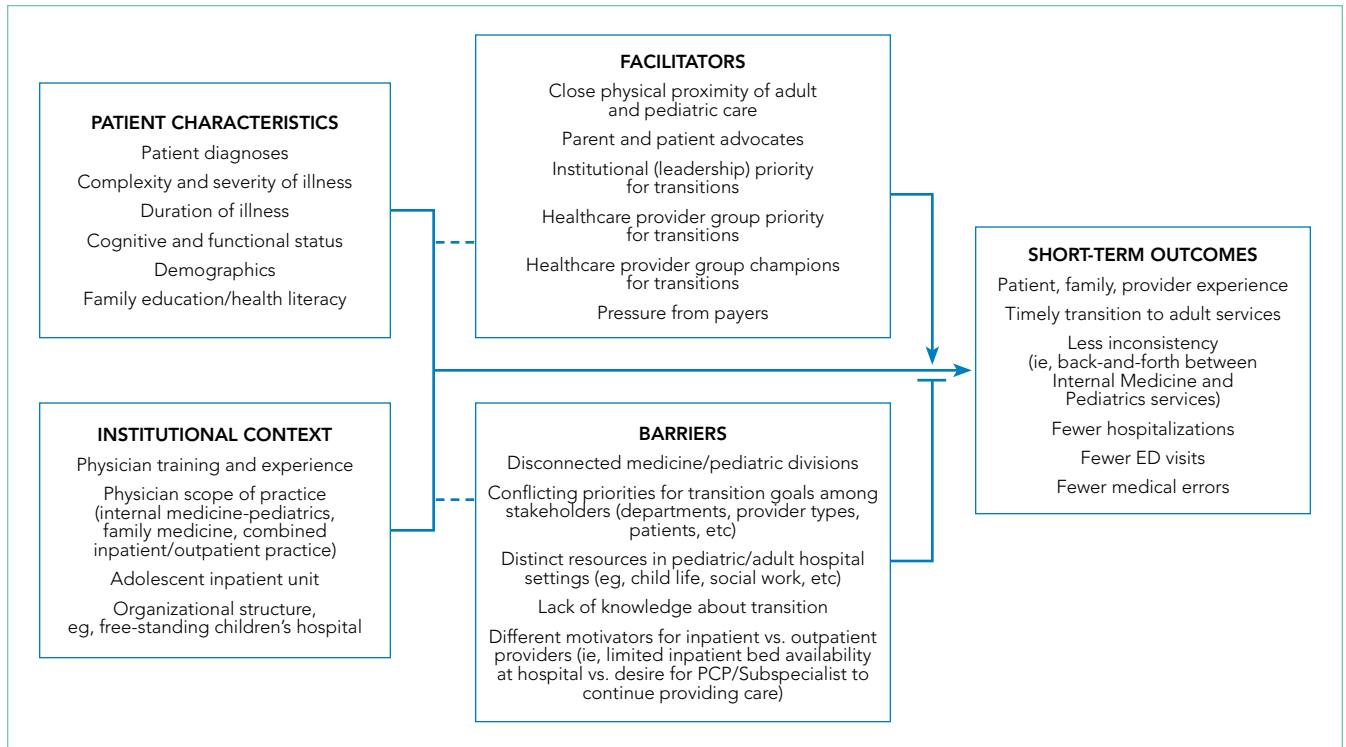 PATIENT CHARACTERISTICS
Patient diagnoses
Complexity and severity of illness
Duration of illness
Cognitive and functional status
Demographics
Family education/health literacy
INSTITUTIONAL CONTEXT
Physician training and experience
Physician scope of practice
(internal medicine-pediatrics,
family medicine, combined
inpatient/outpatient practice)
Adolescent inpatient unit
Organizational structure,
eg, free-standing children’s hospital
FACILITATORS
Close physical proximity of adult
and pediatric care
Parent and patient advocates
Institutional (leadership) priority
for transitions
Healthcare provider group priority
for transitions
Healthcare provider group champions
for transitions
Pressure from payers
BARRIERS
Disconnected medicine/pediatric divisions
Conflicting priorities for transition goals among
stakeholders (departments, provider types,
patients, etc)
Distinct resources in pediatric/adult hospital
settings (eg, child life, social work, etc)
Lack of knowledge about transition
Different motivators for inpatient vs. outpatient
providers (ie, limited inpatient bed availability
at hospital vs. desire for PCP/Subspecialist to
continue providing care)
SHORT-TERM OUTCOMES
Patient, family, provider experience
Timely transition to adult services
Less inconsistency
(ie, back-and-forth between
Internal Medicine and
Pediatrics services)
Fewer hospitalizations
Fewer ED visits
Fewer medical errors